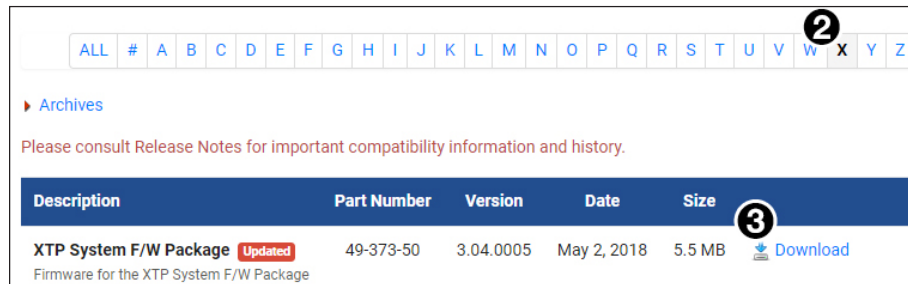 2
ALL # A B C D E F G H I J K L M N O P Q R S T U V W X Y Z
Archives
Please consult Release Notes for important compatibility information and history.
Description Part Number Version Date Size
3
XTP System F/W Package Updated 49-373-50 3.04.0005 May 2, 2018 5.5 MB Download
Firmware for the XTP System F/W Package